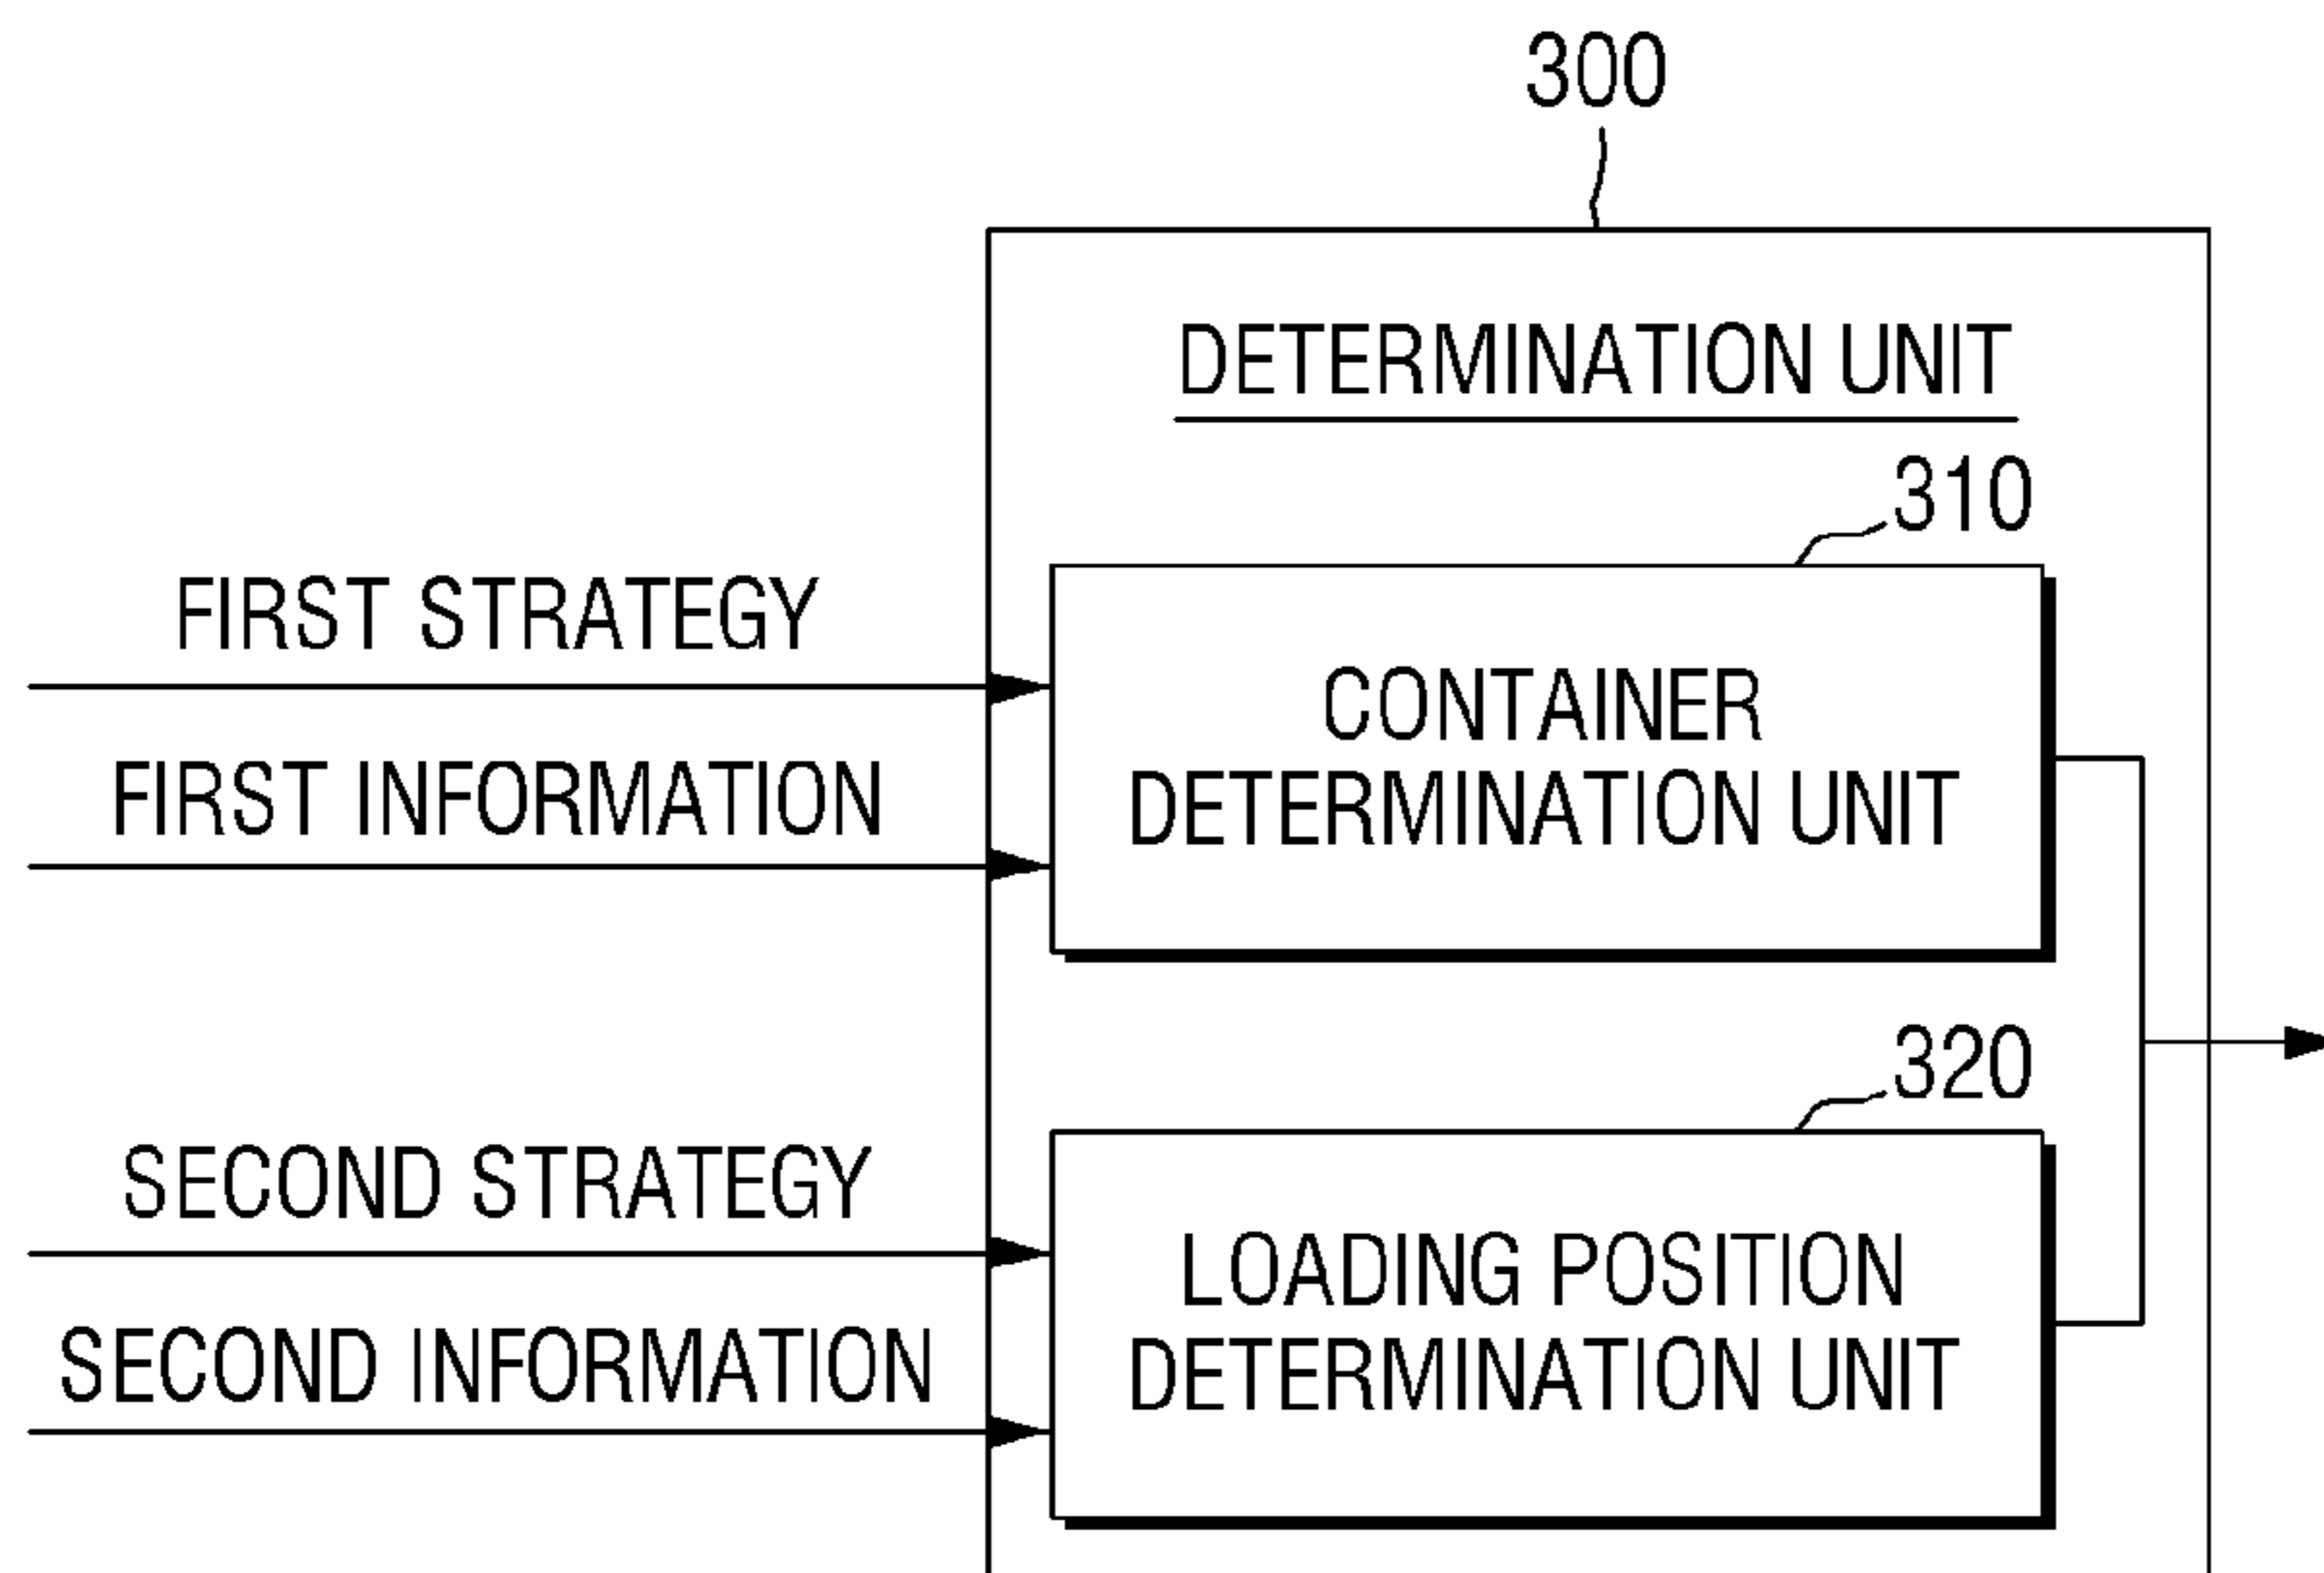 300
DETERMINATION UNIT
310
FIRST STRATEGY
CONTAINER
FIRST INFORMATION
DETERMINATION UNIT
320
SECOND STRATEGY
LOADING POSITION
SECOND INFORMATION
DETERMINATION UNIT